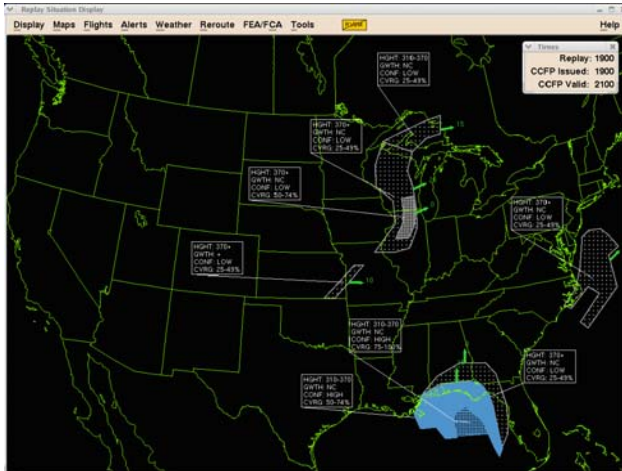 Replay Situation Display
Display Maps Flights Alerts Weather Reroute FEA/FCA Tools Help
Times
Replay: 1900
CCFP Issued: 1900
CCFP Valid: 2100
HGHT: 310-370
GWTH: NC
CONF: LOW
CVRG: 25-49%
15
HGHT: 370+
GWTH: NC
CONF: LOW
CVRG: 25-49%
HGHT: 370+
GWTH: NC
CONF: LOW
CVRG: 50-74%
HGHT: 370+
GWTH: NC
CONF: LOW
CVRG: 25-49%
HGHT: 370+
GWTH: +
CONF: LOW
CVRG: 25-49%
10
HGHT: 310-370
GWTH: NC
CONF: HIGH
CVRG: 75-100%
HGHT: 370+
GWTH: NC
CONF: LOW
CVRG: 25-49%
HGHT: 310-370
GWTH: NC
CONF: HIGH
CVRG: 50-74%